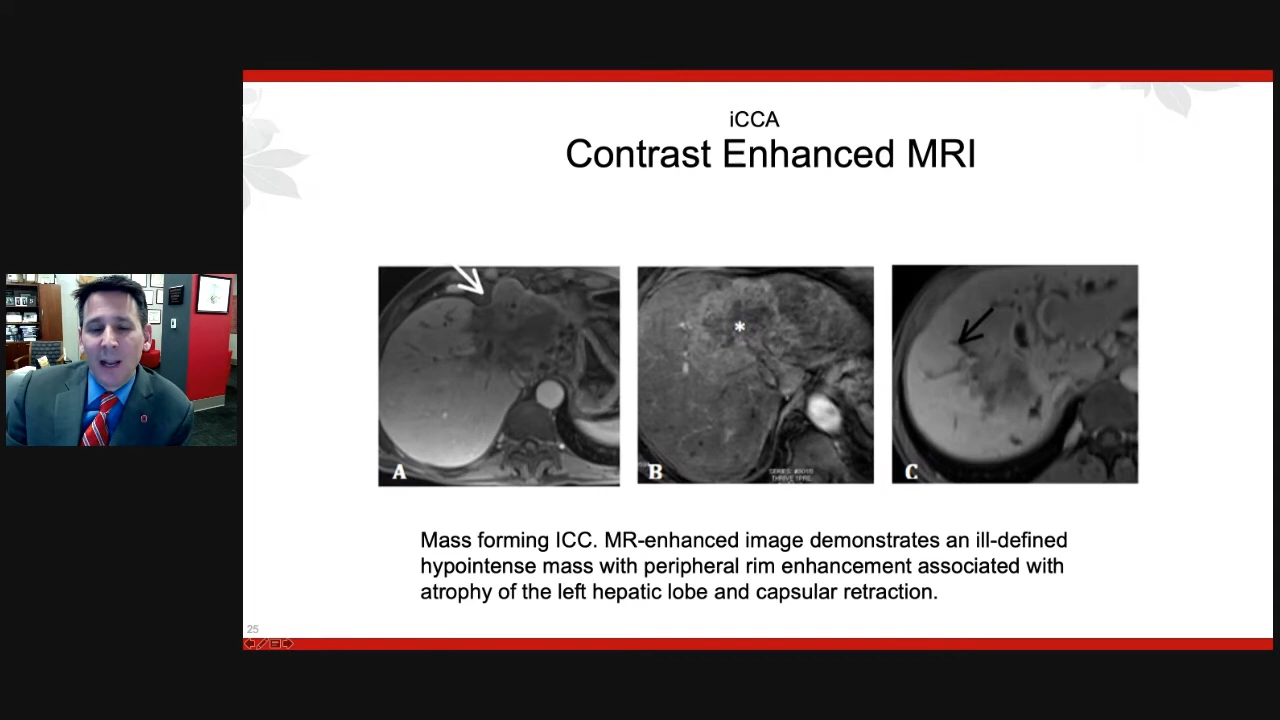 iCCA
Contrast Enhanced MRI
A
B
C
Mass forming ICC. MR-enhanced image demonstrates an ill-defined
hypointense mass with peripheral rim enhancement associated with
atrophy of the left hepatic lobe and capsular retraction.
25